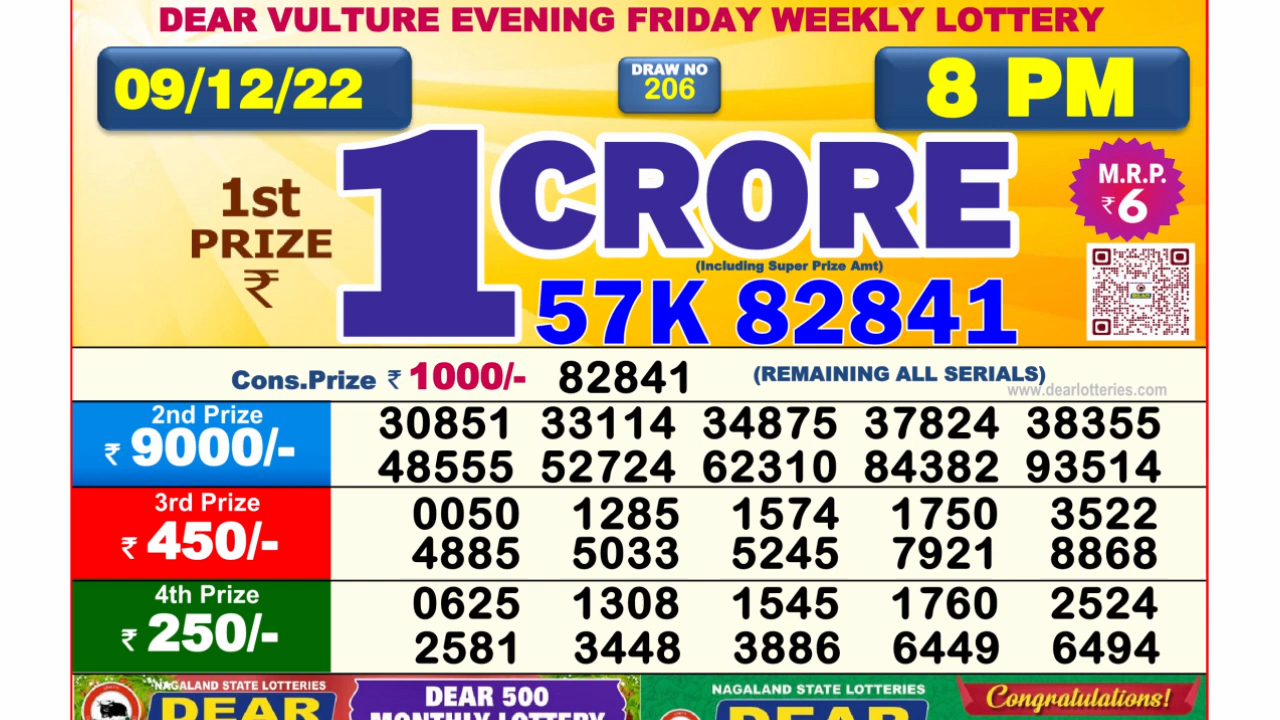 DEAR VULTURE EVENING FRIDAY WEEKLY LOTTERY
09/12/22
DRAW NO
206
8 PM
1st
PRIZE
₹
1 CRORE
M.R.P.
₹6
(Including Super Prize Amt)
57K 82841
Cons.Prize ₹ 1000/- 82841 (REMAINING ALL SERIALS)
www.dearlotteries.com
2nd Prize
₹ 9000/-
30851 33114 34875 37824 38355
48555 52724 62310 84382 93514
3rd Prize
₹ 450/-
0050 1285 1574 1750 3522
4885 5033 5245 7921 8868
4th Prize
₹ 250/-
0625 1308 1545 1760 2524
2581 3448 3886 6449 6494
NAGALAND STATE LOTTERIES
DEAR
DEAR 500
MONTHLY LOTTERY
NAGALAND STATE LOTTERIES
DEAR
Congratulations!